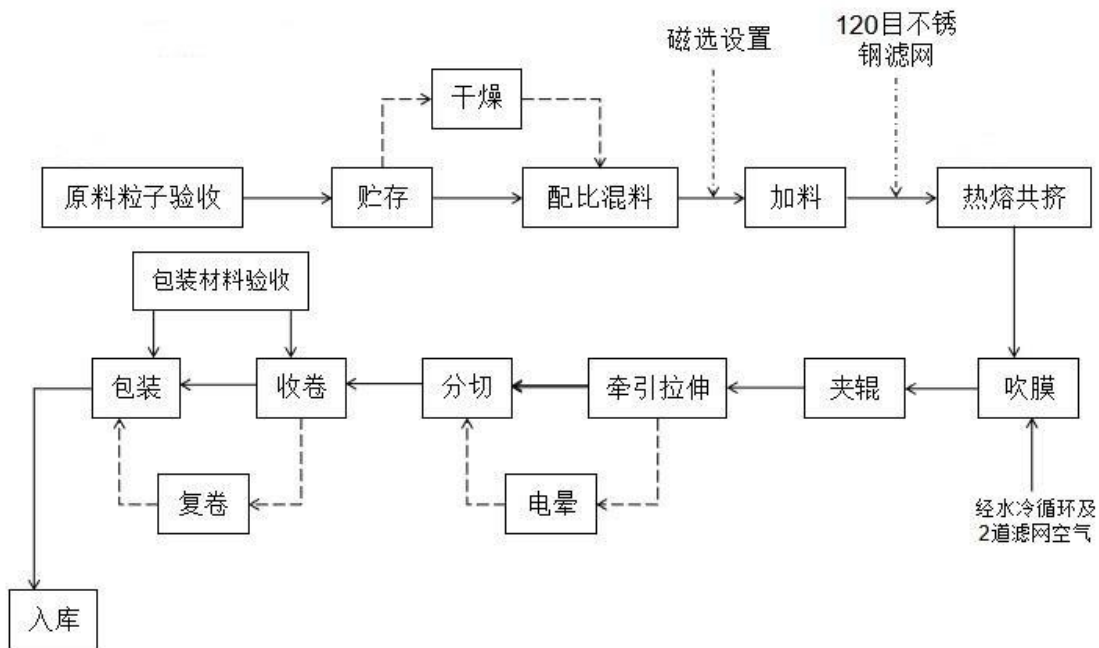 磁选设置
120目不锈
钢滤网
干燥
原料粒子验收
贮存
配比混料
加料
热熔共挤
包装材料验收
包装
收卷
分切
牵引拉伸
夹辊
吹膜
复卷
电晕
经水冷循环及
2道滤网空气
入库